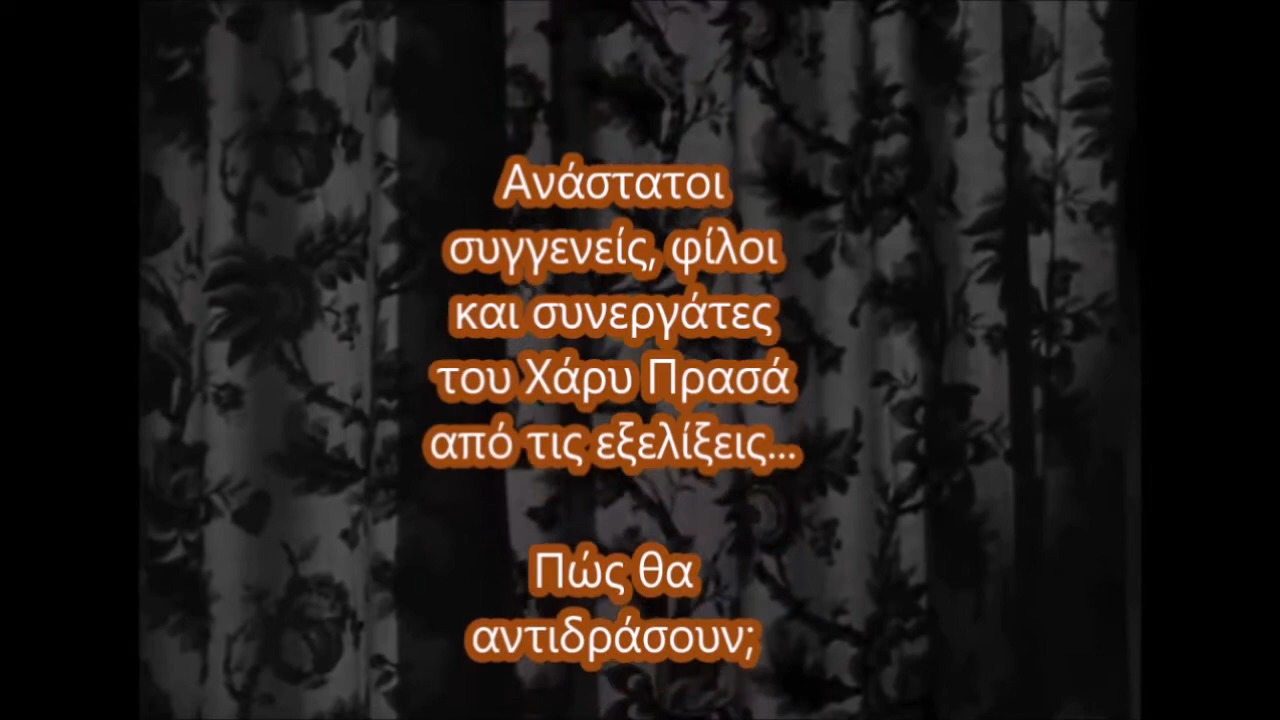 Ανάστατοι
συγγενείς, φίλοι
και συνεργάτες
του Χάρυ Πρασά
από τις εξελίξεις...
Πώς θα
αντιδράσουν;